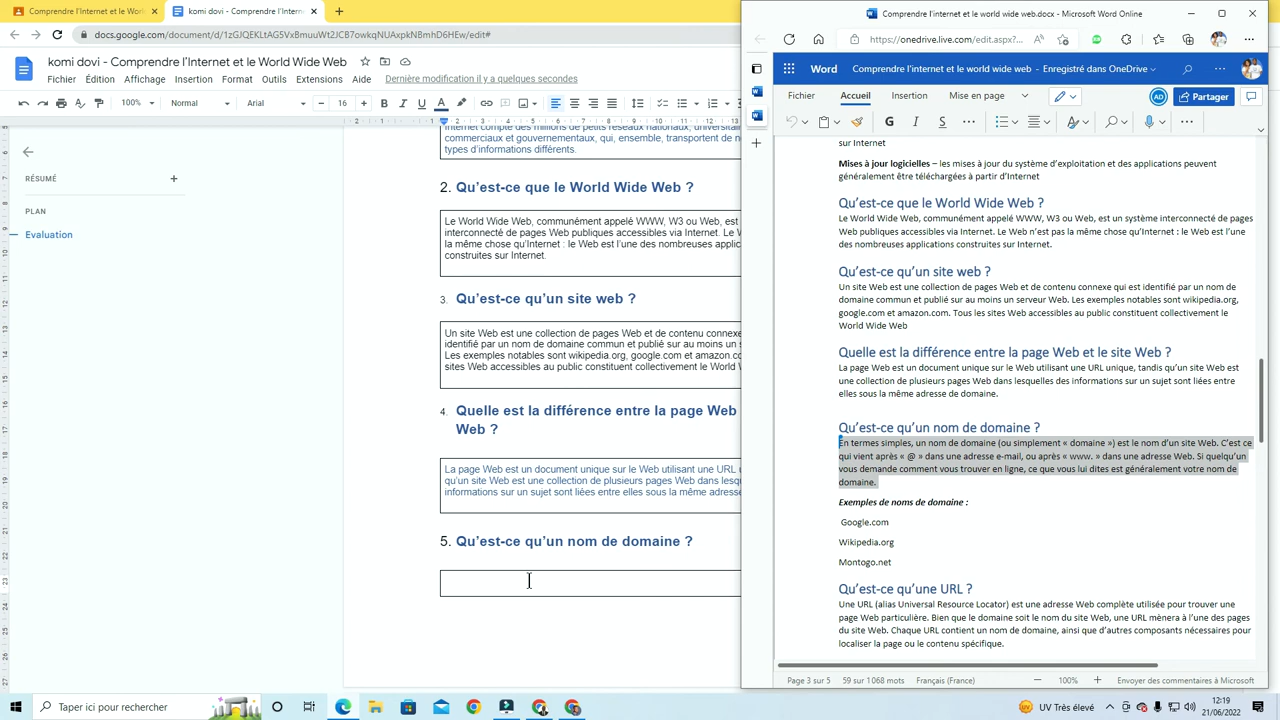 Comprendre l'Internet et le W
komi dovi - Comprendre l'Intern
docs.google.com/document/d/1zGJQEKLtAG5VxBmuuWt2JCB7owkqNUAxpkN8mhD6HEw/edit#
komi dovi - Comprendre l'Internet et le World Wide Web
Fichier Édition Affichage Insertion Format Outils Extensions Aide Dernière modification il y a quelques secondes
100% Normal Arial 16
RÉSUMÉ
PLAN
Evaluation
Internet compte des millions de petits réseaux nationaux, universitai
commerciaux et gouvernementaux, qui, ensemble, transportent de n
types d'informations différents.
2. Qu'est-ce que le World Wide Web ?
Le World Wide Web, communément appelé WWW, W3 ou Web, est
interconnecté de pages Web publiques accessibles via Internet. Le W
la même chose qu'Internet : le Web est l'une des nombreuses applic
construites sur Internet.
3. Qu'est-ce qu'un site web ?
Un site Web est une collection de pages Web et de contenu connexe
identifié par un nom de domaine commun et publié sur au moins un s
Les exemples notables sont wikipedia.org, google.com et amazon.co
sites Web accessibles au public constituent collectivement le World W
4. Quelle est la différence entre la page Web
Web ?
La page Web est un document unique sur le Web utilisant une URL u
qu'un site Web est une collection de plusieurs pages Web dans lesqu
informations sur un sujet sont liées entre elles sous la même adresse
5. Qu'est-ce qu'un nom de domaine ?
Comprendre l'internet et le world wide web.docx - Microsoft Word Online
https://onedrive.live.com/edit.aspx?...
Word Comprendre l'internet et le world wide web - Enregistré dans OneDrive
Fichier Accueil Insertion Mise en page AD Partager
G I S
sur Internet
Mises à jour logicielles – les mises à jour du système d'exploitation et des applications peuvent
généralement être téléchargées à partir d'Internet
Qu'est-ce que le World Wide Web ?
Le World Wide Web, communément appelé WWW, W3 ou Web, est un système interconnecté de pages
Web publiques accessibles via Internet. Le Web n'est pas la même chose qu'Internet : le Web est l'une
des nombreuses applications construites sur Internet.
Qu'est-ce qu'un site web ?
Un site Web est une collection de pages Web et de contenu connexe qui est identifié par un nom de
domaine commun et publié sur au moins un serveur Web. Les exemples notables sont wikipedia.org,
google.com et amazon.com. Tous les sites Web accessibles au public constituent collectivement le
World Wide Web
Quelle est la différence entre la page Web et le site Web ?
La page Web est un document unique sur le Web utilisant une URL unique, tandis qu'un site Web est
une collection de plusieurs pages Web dans lesquelles des informations sur un sujet sont liées entre
elles sous la même adresse de domaine.
Qu'est-ce qu'un nom de domaine ?
En termes simples, un nom de domaine (ou simplement « domaine ») est le nom d'un site Web. C'est ce
qui vient après « @ » dans une adresse e-mail, ou après « www. » dans une adresse Web. Si quelqu'un
vous demande comment vous trouver en ligne, ce que vous lui dites est généralement votre nom de
domaine.
Exemples de noms de domaine :
Google.com
Wikipedia.org
Montogo.net
Qu'est-ce qu'une URL ?
Une URL (alias Universal Resource Locator) est une adresse Web complète utilisée pour trouver une
page Web particulière. Bien que le domaine soit le nom du site Web, une URL mènera à l'une des pages
du site Web. Chaque URL contient un nom de domaine, ainsi que d'autres composants nécessaires pour
localiser la page ou le contenu spécifique.
Page 3 sur 5 59 sur 1 068 mots Français (France) 100% Envoyer des commentaires à Microsoft
Taper ici pour rechercher
UV Très élevé
12:19
21/06/2022